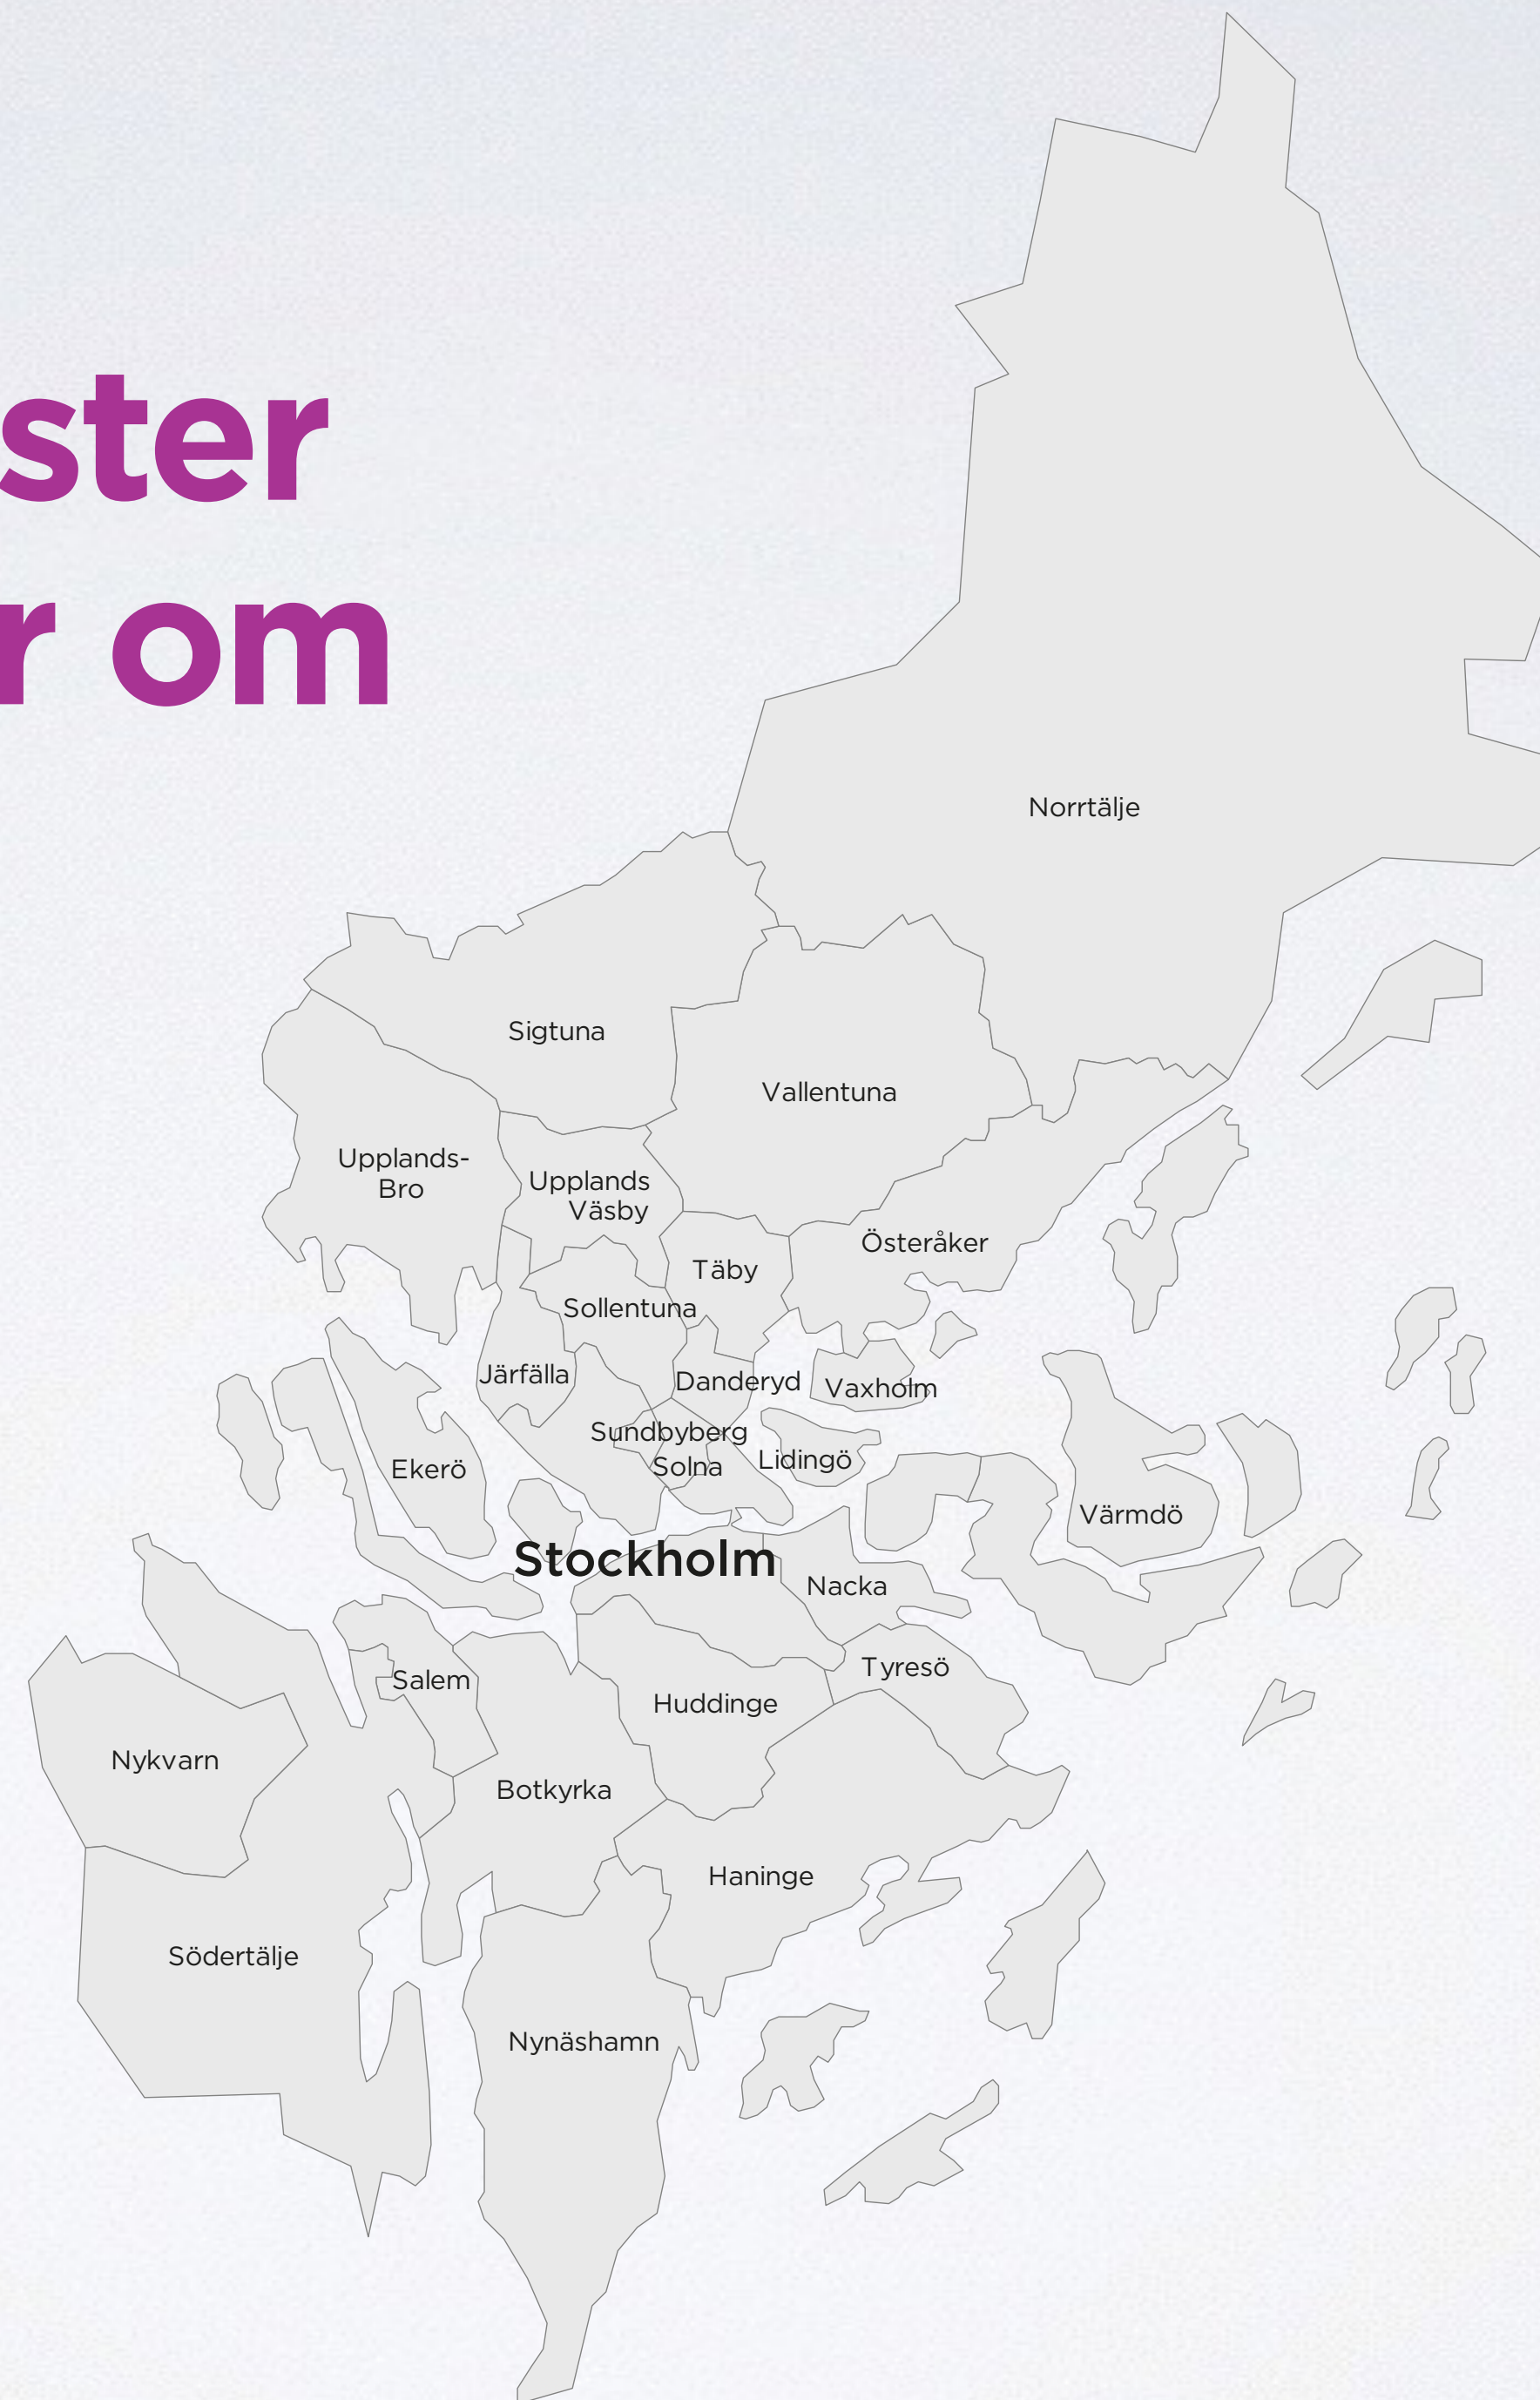 ster
r om
Norrtälje
Sigtuna
Vallentuna
Upplands-
Bro
Upplands
Väsby
Österåker
Täby
Sollentuna
Järfälla
Danderyd
Vaxholm
Sundbyberg
Ekerö
Solna
Lidingö
Värmdö
Stockholm
Nacka
Tyresö
Salem
Huddinge
Nykvarn
Botkyrka
Haninge
Södertälje
Nynäshamn